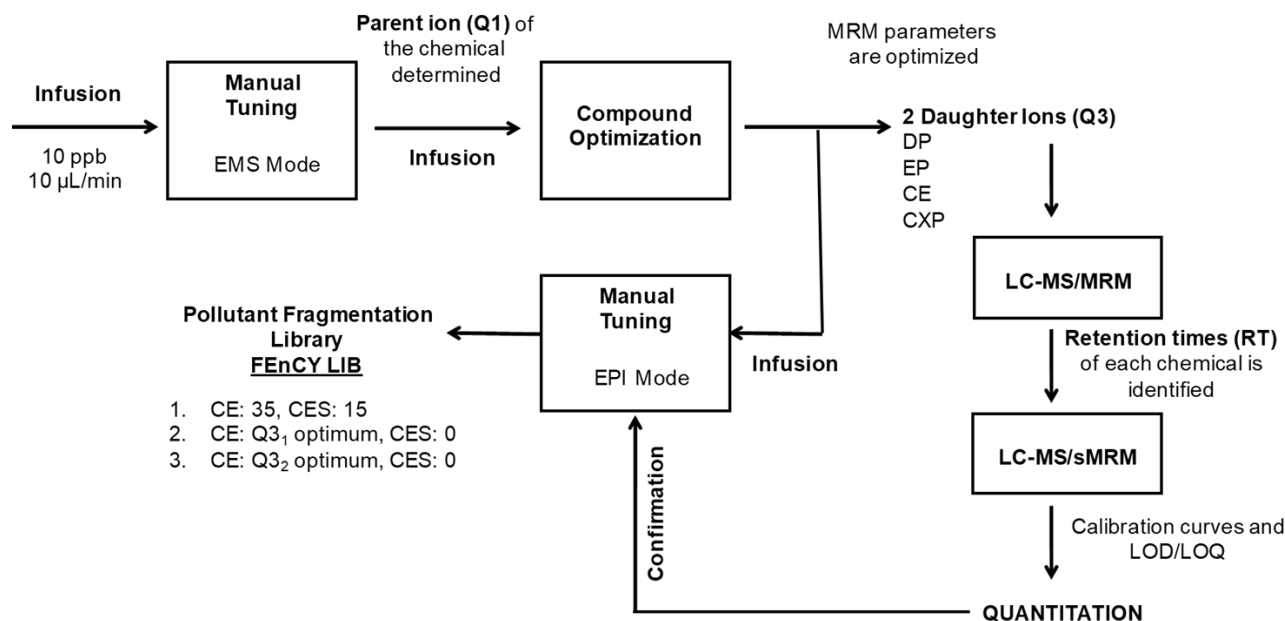 Infusion
10 ppb
10 µL/min
Manual
Tuning
EMS Mode
Parent ion (Q1) of
the chemical
determined
Infusion
Compound
Optimization
MRM parameters
are optimized
2 Daughter Ions (Q3)
DP
EP
CE
CXP
LC-MS/MRM
Retention times (RT)
of each chemical is
identified
LC-MS/sMRM
Calibration curves and
LOD/LOQ
QUANTITATION
Confirmation
Infusion
Manual
Tuning
EPI Mode
Pollutant Fragmentation
Library
FEnCY LIB
1. CE: 35, CES: 15
2. CE: Q3₁ optimum, CES: 0
3. CE: Q3₂ optimum, CES: 0